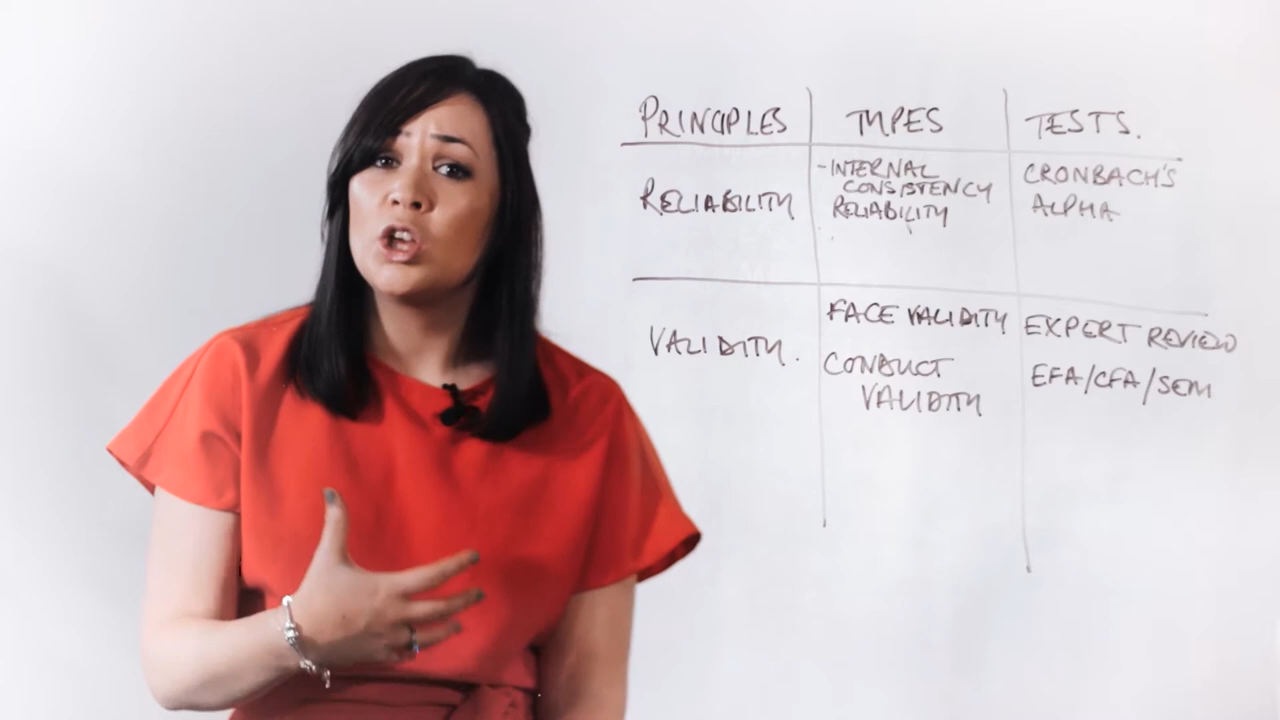 PRINCIPLES TYPES TESTS.
RELIABILITY
-INTERNAL
CONSISTENCY
RELIABILITY
CRONBACH'S
ALPHA
VALIDITY.
FACE VALIDITY
CONDUCT
VALIDITY
EXPERT REVIEW
EFA/CFA/SEM